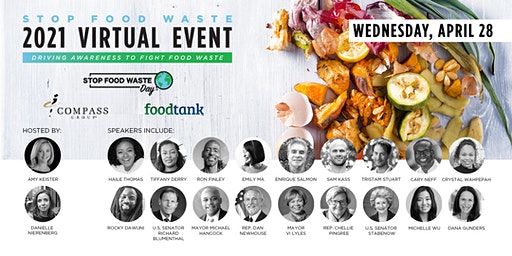 STOP FOOD WASTE
2021 VIRTUAL EVENT
DRIVING AWARENESS TO FIGHT FOOD WASTE
WEDNESDAY, APRIL 28
STOP FOOD WASTE
Day
COMPASS
GROUP
foodtank
HOSTED BY:
SPEAKERS INCLUDE:
AMY KEISTER
HAILE THOMAS
TIFFANY DERRY
RON FINLEY
EMILY MA
ENRIQUE SALMON
SAM KASS
TRISTAM STUART
CARY NEFF
CRYSTAL WAHPEPAH
DANIELLE
NIERENBERG
ROCKY DAWUNI
U.S. SENATOR
RICHARD
BLUMENTHAL
MAYOR MICHAEL
HANCOCK
REP. DAN
NEWHOUSE
MAYOR
VI LYLES
REP. CHELLIE
PINGREE
U.S. SENATOR
STABENOW
MICHELLE WU
DANA GUNDERS